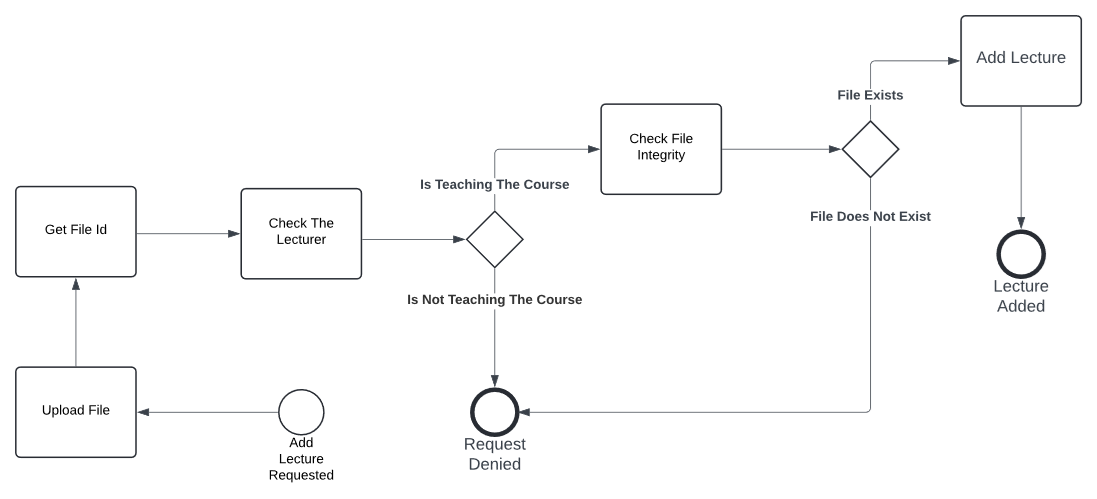 Add Lecture
File Exists
Check File
Integrity
Is Teaching The Course
File Does Not Exist
Get File Id
Check The
Lecturer
Is Not Teaching The Course
Lecture
Added
Upload File
Add
Lecture
Requested
Request
Denied